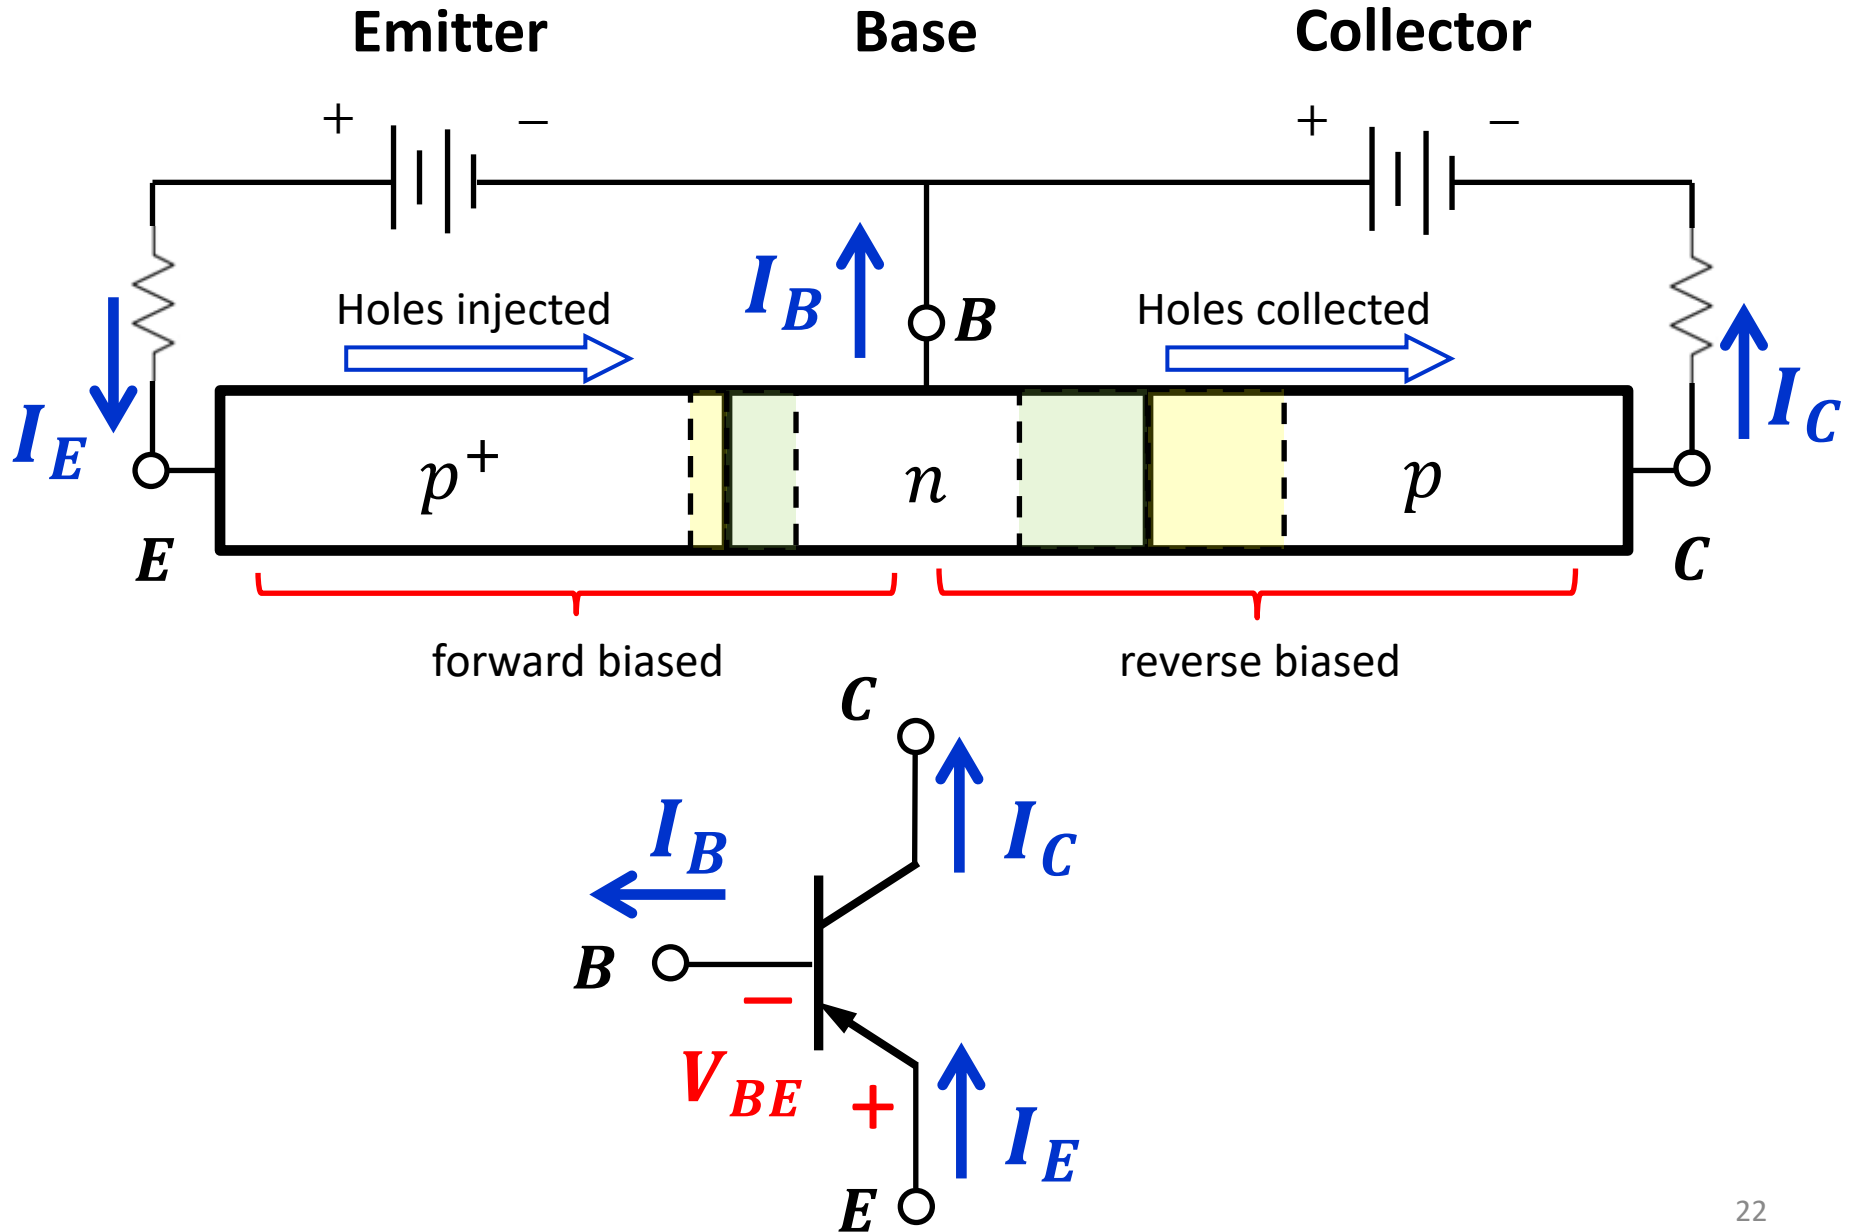 Emitter Base Collector
+ − + −
Holes injected I_B B Holes collected
I_E p⁺ n p I_C
E C
forward biased reverse biased
C
I_B I_C
B −
V_BE +
I_E
E
22